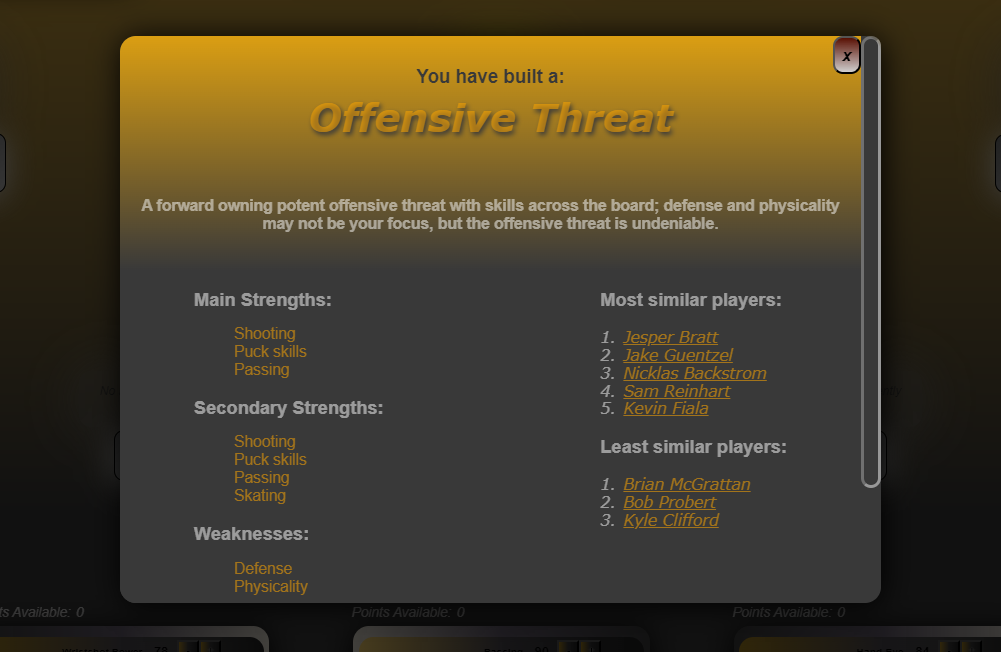 x
You have built a:
Offensive Threat
A forward owning potent offensive threat with skills across the board; defense and physicality
may not be your focus, but the offensive threat is undeniable.
Main Strengths:
Shooting
Puck skills
Passing
Secondary Strengths:
Shooting
Puck skills
Passing
Skating
Weaknesses:
Defense
Physicality
Most similar players:
1. Jesper Bratt
2. Jake Guentzel
3. Nicklas Backstrom
4. Sam Reinhart
5. Kevin Fiala
Least similar players:
1. Brian McGrattan
2. Bob Probert
3. Kyle Clifford
ts Available: 0
Points Available: 0
Points Available: 0